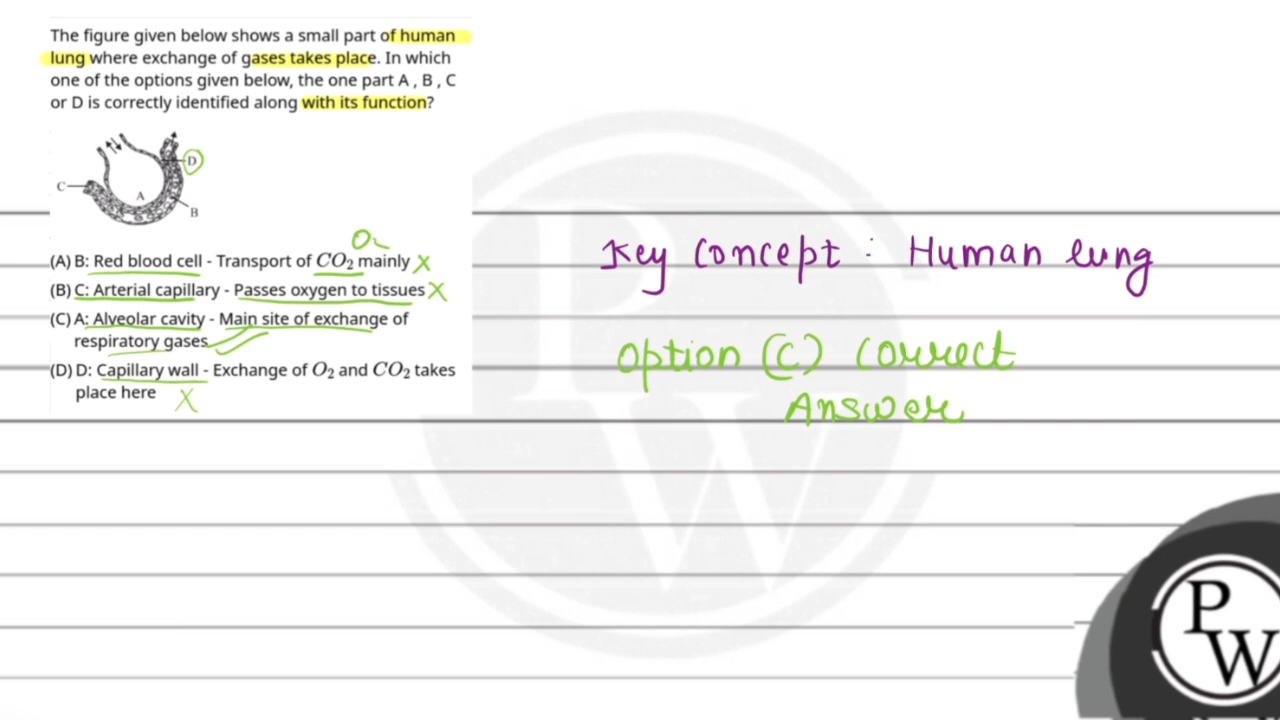 The figure given below shows a small part of human
lung where exchange of gases takes place. In which
one of the options given below, the one part A , B , C
or D is correctly identified along with its function?
D
C
A
B
O₂
(A) B: Red blood cell - Transport of CO₂ mainly X
(B) C: Arterial capillary - Passes oxygen to tissues X
(C) A: Alveolar cavity - Main site of exchange of
respiratory gases
(D) D: Capillary wall - Exchange of O₂ and CO₂ takes
place here X
Key Concept : Human lung
Option (C) Correct
Answer
P
W
P
W